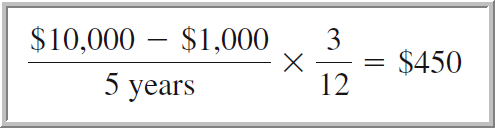 $10,000 − $1,000
5 years
×
3
12
= $450